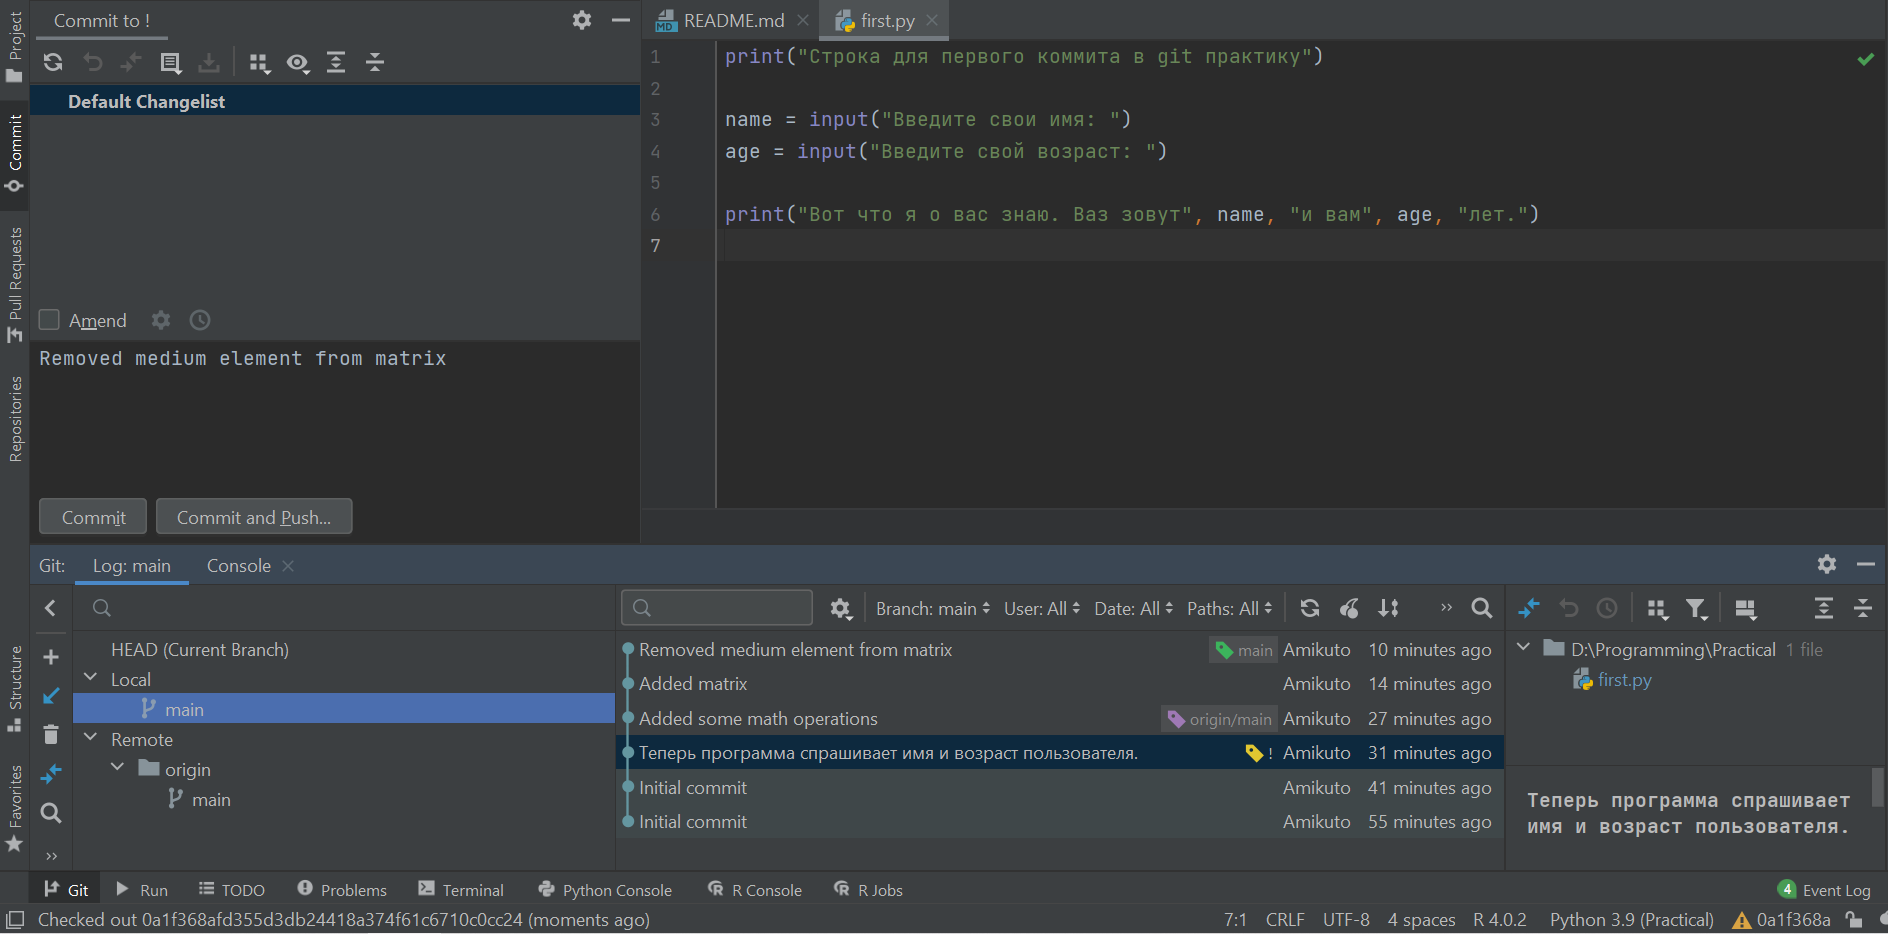 Commit to !
README.md
first.py
Project
Commit
Pull Requests
Repositories
Structure
Favorites
Default Changelist
Amend
Removed medium element from matrix
Commit
Commit and Push...
1 print("Строка для первого коммита в git практику")
2
3 name = input("Введите свои имя: ")
4 age = input("Введите свой возраст: ")
5
6 print("Вот что я о вас знаю. Ваз зовут", name, "и вам", age, "лет.")
7
Git: Log: main Console
Branch: main User: All Date: All Paths: All
HEAD (Current Branch)
Local
main
Remote
origin
main
Removed medium element from matrix main Amikuto 10 minutes ago
Added matrix Amikuto 14 minutes ago
Added some math operations origin/main Amikuto 27 minutes ago
Теперь программа спрашивает имя и возраст пользователя. ! Amikuto 31 minutes ago
Initial commit Amikuto 41 minutes ago
Initial commit Amikuto 55 minutes ago
D:\Programming\Practical 1 file
first.py
Теперь программа спрашивает
имя и возраст пользователя.
Git Run TODO Problems Terminal Python Console R Console R Jobs 4 Event Log
Checked out 0a1f368afd355d3db24418a374f61c6710c0cc24 (moments ago) 7:1 CRLF UTF-8 4 spaces R 4.0.2 Python 3.9 (Practical) 0a1f368a